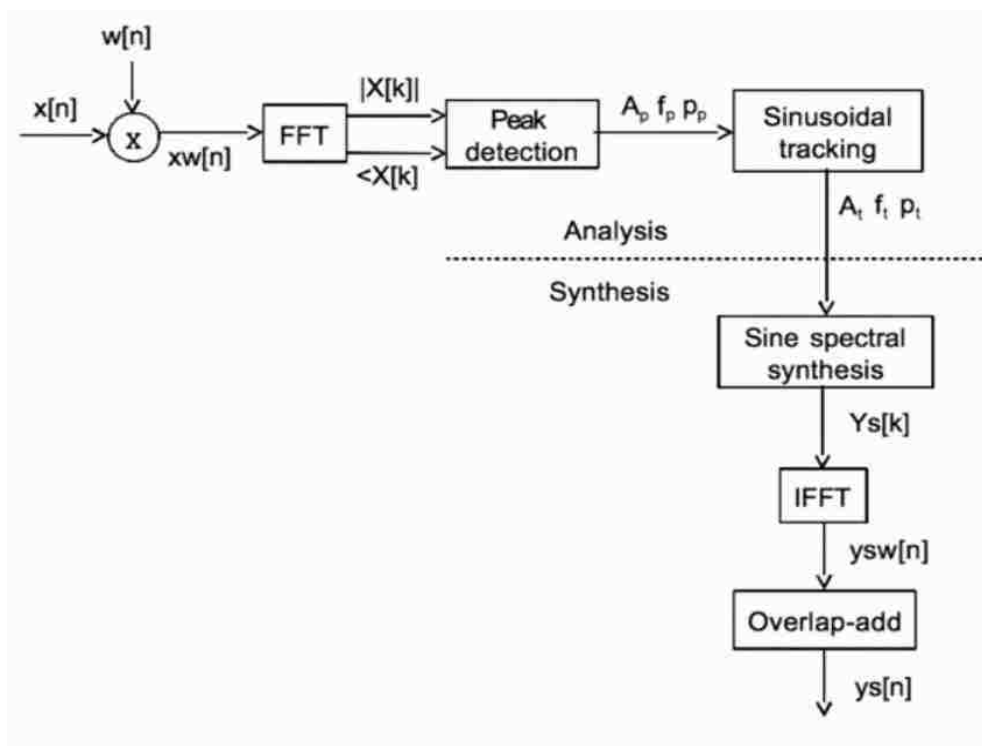 w[n]
x[n]
x
xw[n]
FFT
|X[k]|
<X[k]
Peak
detection
Aₚ fₚ pₚ
Sinusoidal
tracking
Aₜ fₜ pₜ
Analysis
Synthesis
Sine spectral
synthesis
Ys[k]
IFFT
ysw[n]
Overlap-add
ys[n]